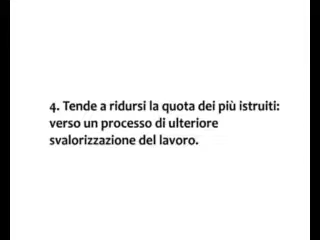 4. Tende a ridursi la quota dei più istruiti:
verso un processo di ulteriore
svalorizzazione del lavoro.